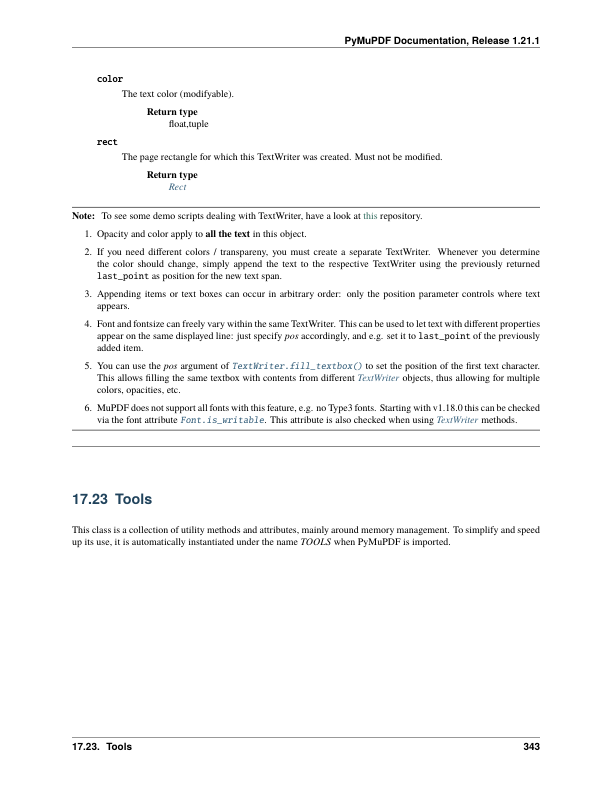 PyMuPDF Documentation, Release 1.21.1
color
The text color (modifyable).
Return type
float,tuple
rect
The page rectangle for which this TextWriter was created. Must not be modified.
Return type
Rect
Note: To see some demo scripts dealing with TextWriter, have a look at this repository.
1. Opacity and color apply to all the text in this object.
2. If you need different colors / transpareny, you must create a separate TextWriter. Whenever you determine
the color should change, simply append the text to the respective TextWriter using the previously returned
last_point as position for the new text span.
3. Appending items or text boxes can occur in arbitrary order: only the position parameter controls where text
appears.
4. Font and fontsize can freely vary within the same TextWriter. This can be used to let text with different properties
appear on the same displayed line: just specify pos accordingly, and e.g. set it to last_point of the previously
added item.
5. You can use the pos argument of TextWriter.fill_textbox() to set the position of the first text character.
This allows filling the same textbox with contents from different TextWriter objects, thus allowing for multiple
colors, opacities, etc.
6. MuPDF does not support all fonts with this feature, e.g. no Type3 fonts. Starting with v1.18.0 this can be checked
via the font attribute Font.is_writable. This attribute is also checked when using TextWriter methods.
17.23 Tools
This class is a collection of utility methods and attributes, mainly around memory management. To simplify and speed
up its use, it is automatically instantiated under the name TOOLS when PyMuPDF is imported.
17.23. Tools
343